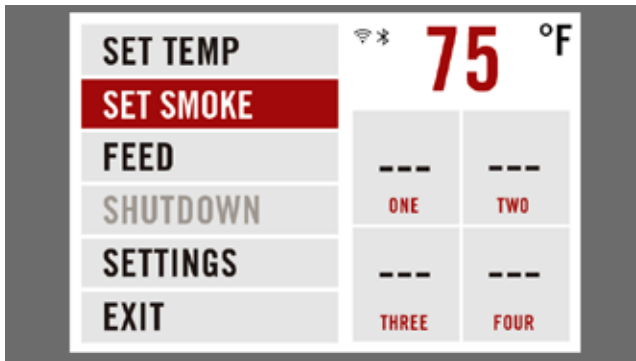 SET TEMP
SET SMOKE
FEED
SHUTDOWN
SETTINGS
EXIT
75 °F
--- ---
ONE TWO
--- ---
THREE FOUR